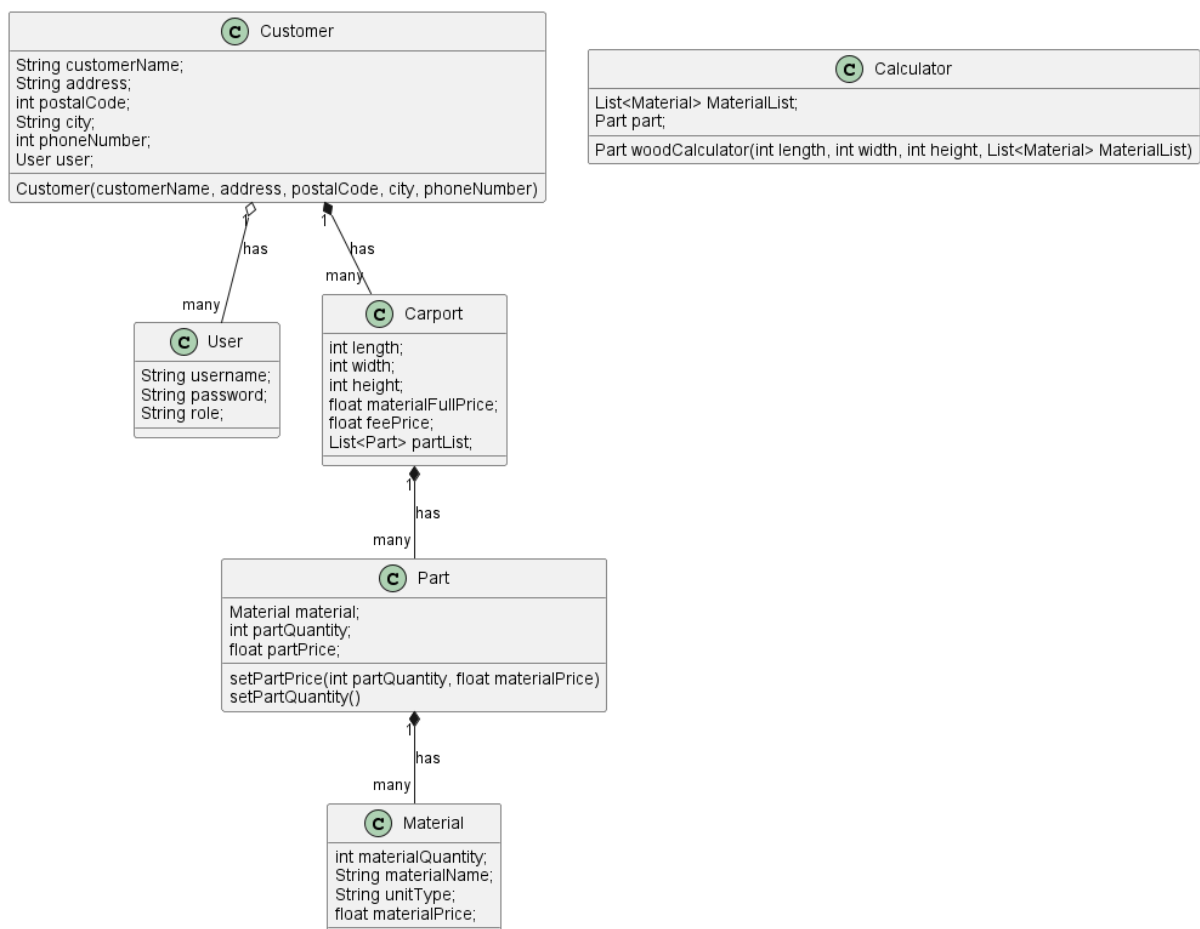 C Customer
String customerName;
String address;
int postalCode;
String city;
int phoneNumber;
User user;
Customer(customerName, address, postalCode, city, phoneNumber)
C Calculator
List<Material> MaterialList;
Part part;
Part woodCalculator(int length, int width, int height, List<Material> MaterialList)
1
has
many
1
has
many
C User
String username;
String password;
String role;
C Carport
int length;
int width;
int height;
float materialFullPrice;
float feePrice;
List<Part> partList;
1
has
many
C Part
Material material;
int partQuantity;
float partPrice;
setPartPrice(int partQuantity, float materialPrice)
setPartQuantity()
1
has
many
C Material
int materialQuantity;
String materialName;
String unitType;
float materialPrice;